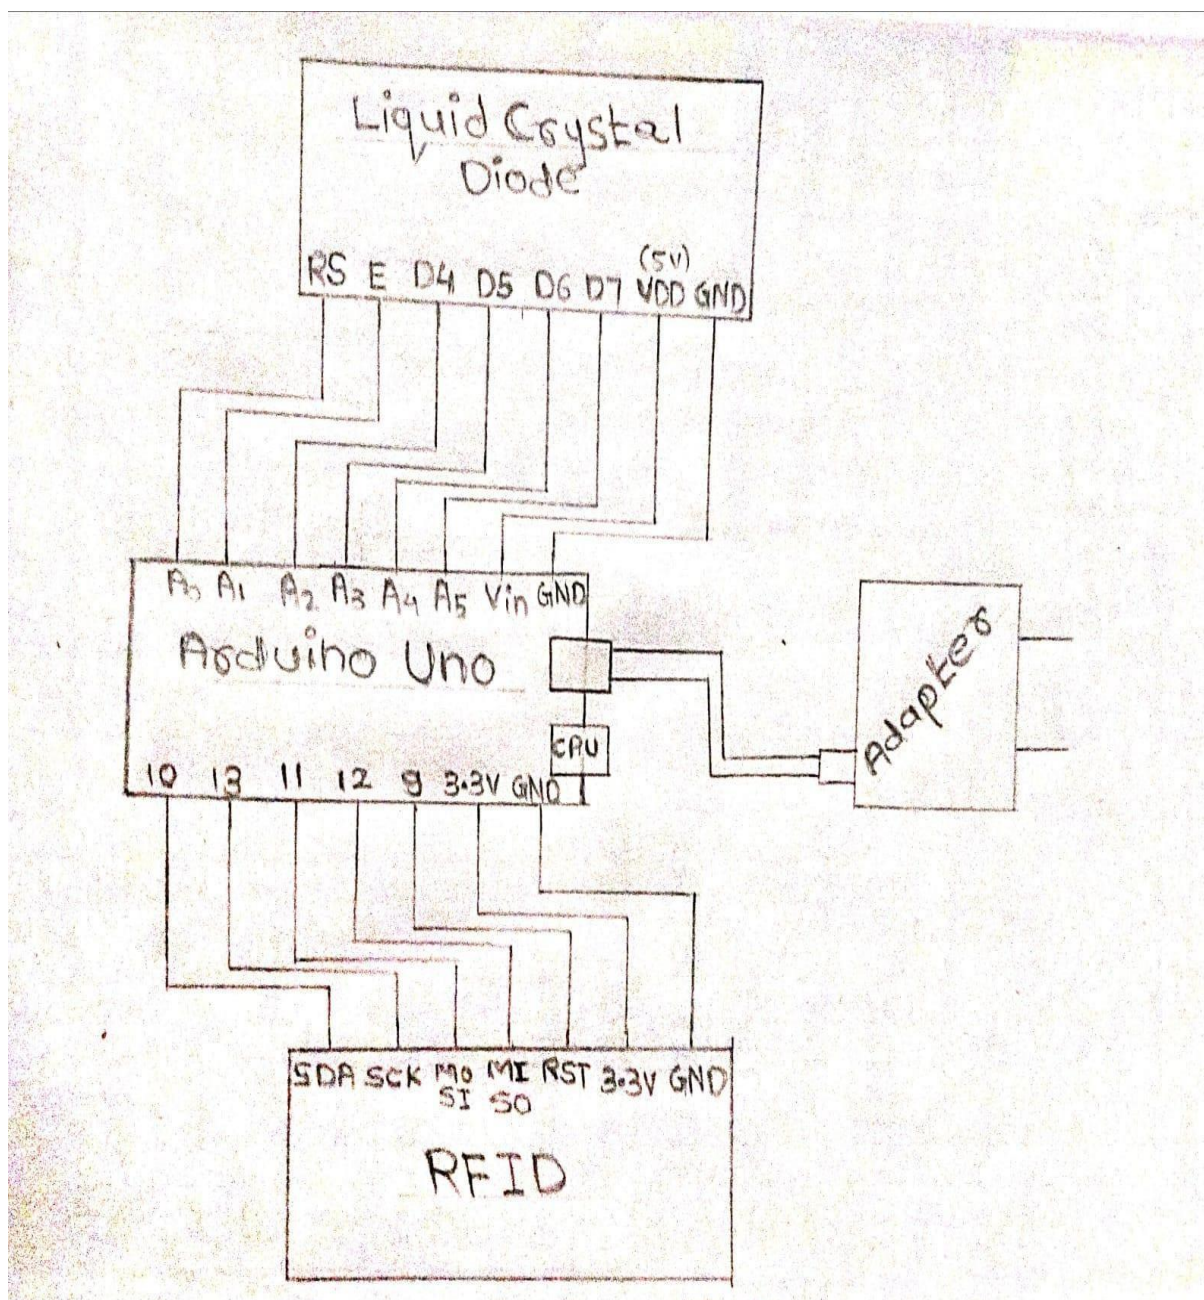 Liquid Crystal
Diode
(5V)
RS E D4 D5 D6 D7 VDD GND
A0 A1 A2 A3 A4 A5 Vin GND
Arduino Uno
CPU
10 13 11 12 9 3.3V GND
Adapter
SDA SCK MO MI RST 3.3V GND
SI SO
RFID